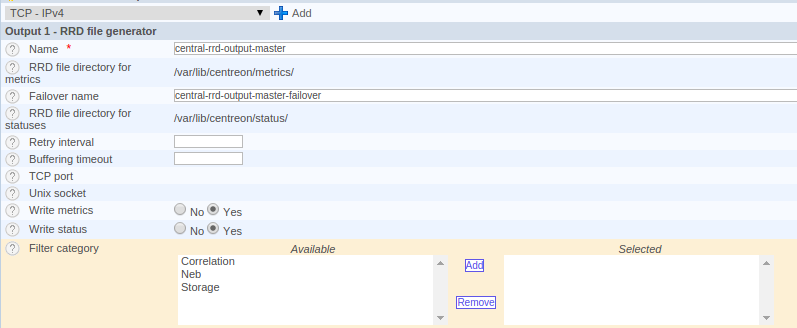 TCP - IPv4 Add
Output 1 - RRD file generator
Name * central-rrd-output-master
RRD file directory for
metrics
/var/lib/centreon/metrics/
Failover name central-rrd-output-master-failover
RRD file directory for
statuses
/var/lib/centreon/status/
Retry interval
Buffering timeout
TCP port
Unix socket
Write metrics No Yes
Write status No Yes
Filter category Available Selected
Correlation
Neb
Storage
Add
Remove